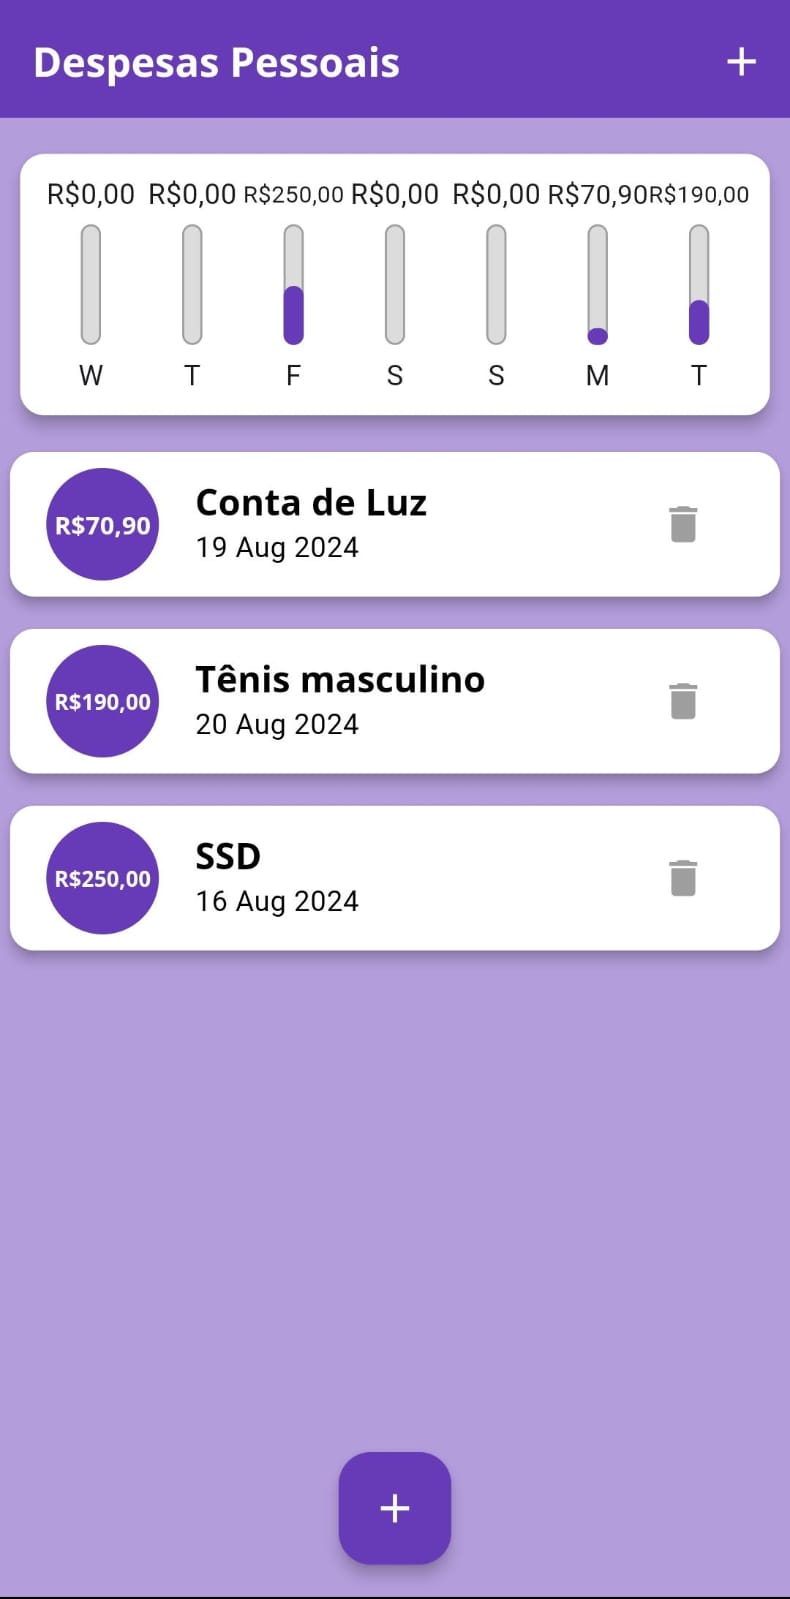 Despesas Pessoais +
R$0,00 R$0,00 R$250,00 R$0,00 R$0,00 R$70,90 R$190,00
W T F S S M T
R$70,90
Conta de Luz
19 Aug 2024
R$190,00
Tênis masculino
20 Aug 2024
R$250,00
SSD
16 Aug 2024
+